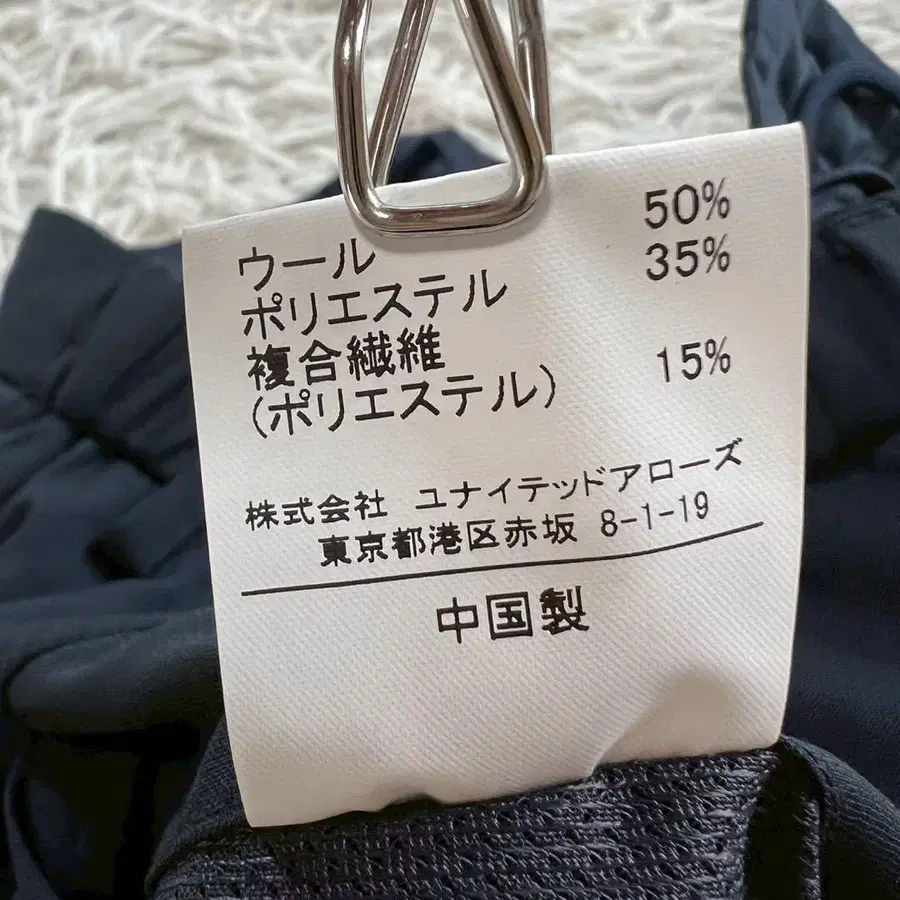 ウール 50%
ポリエステル 35%
複合繊維
(ポリエステル) 15%
株式会社 ユナイテッドアローズ
東京都港区赤坂 8-1-19
中国製